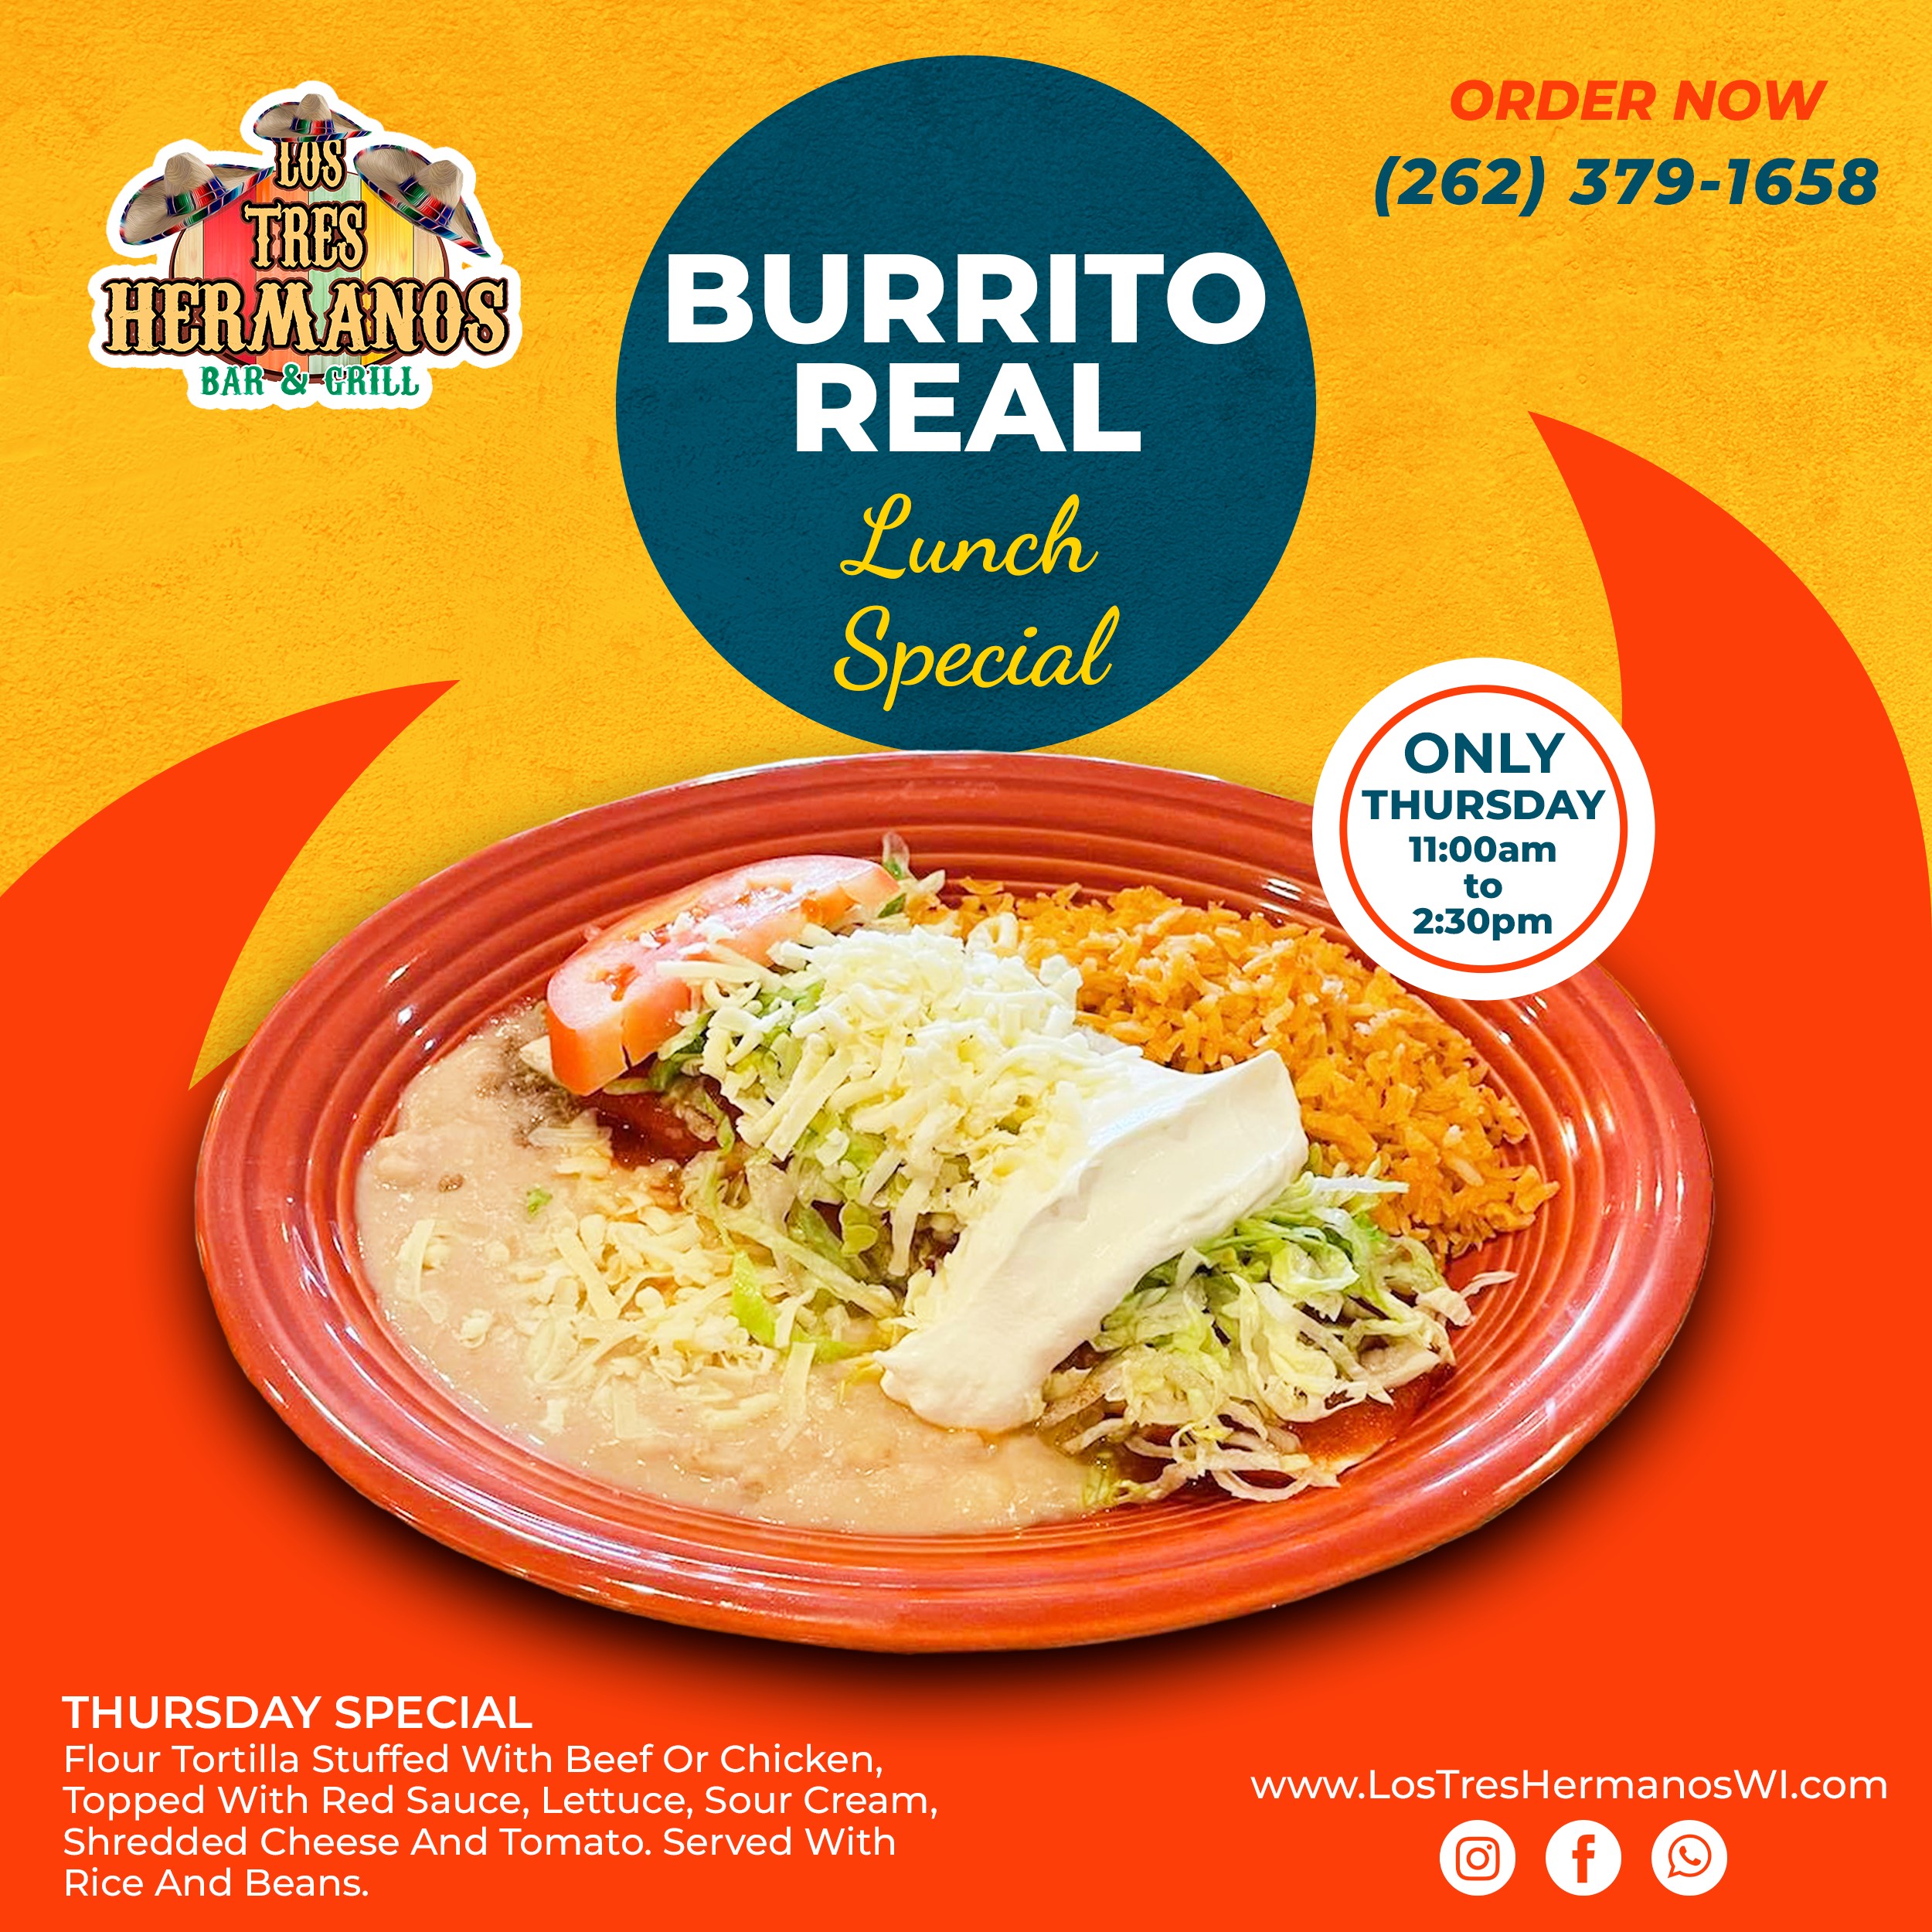 LOS
TRES
HERMANOS
BAR & GRILL
BURRITO
REAL
Lunch
Special
ORDER NOW
(262) 379-1658
ONLY
THURSDAY
11:00am
to
2:30pm
THURSDAY SPECIAL
Flour Tortilla Stuffed With Beef Or Chicken,
Topped With Red Sauce, Lettuce, Sour Cream,
Shredded Cheese And Tomato. Served With
Rice And Beans.
www.LosTresHermanosWI.com